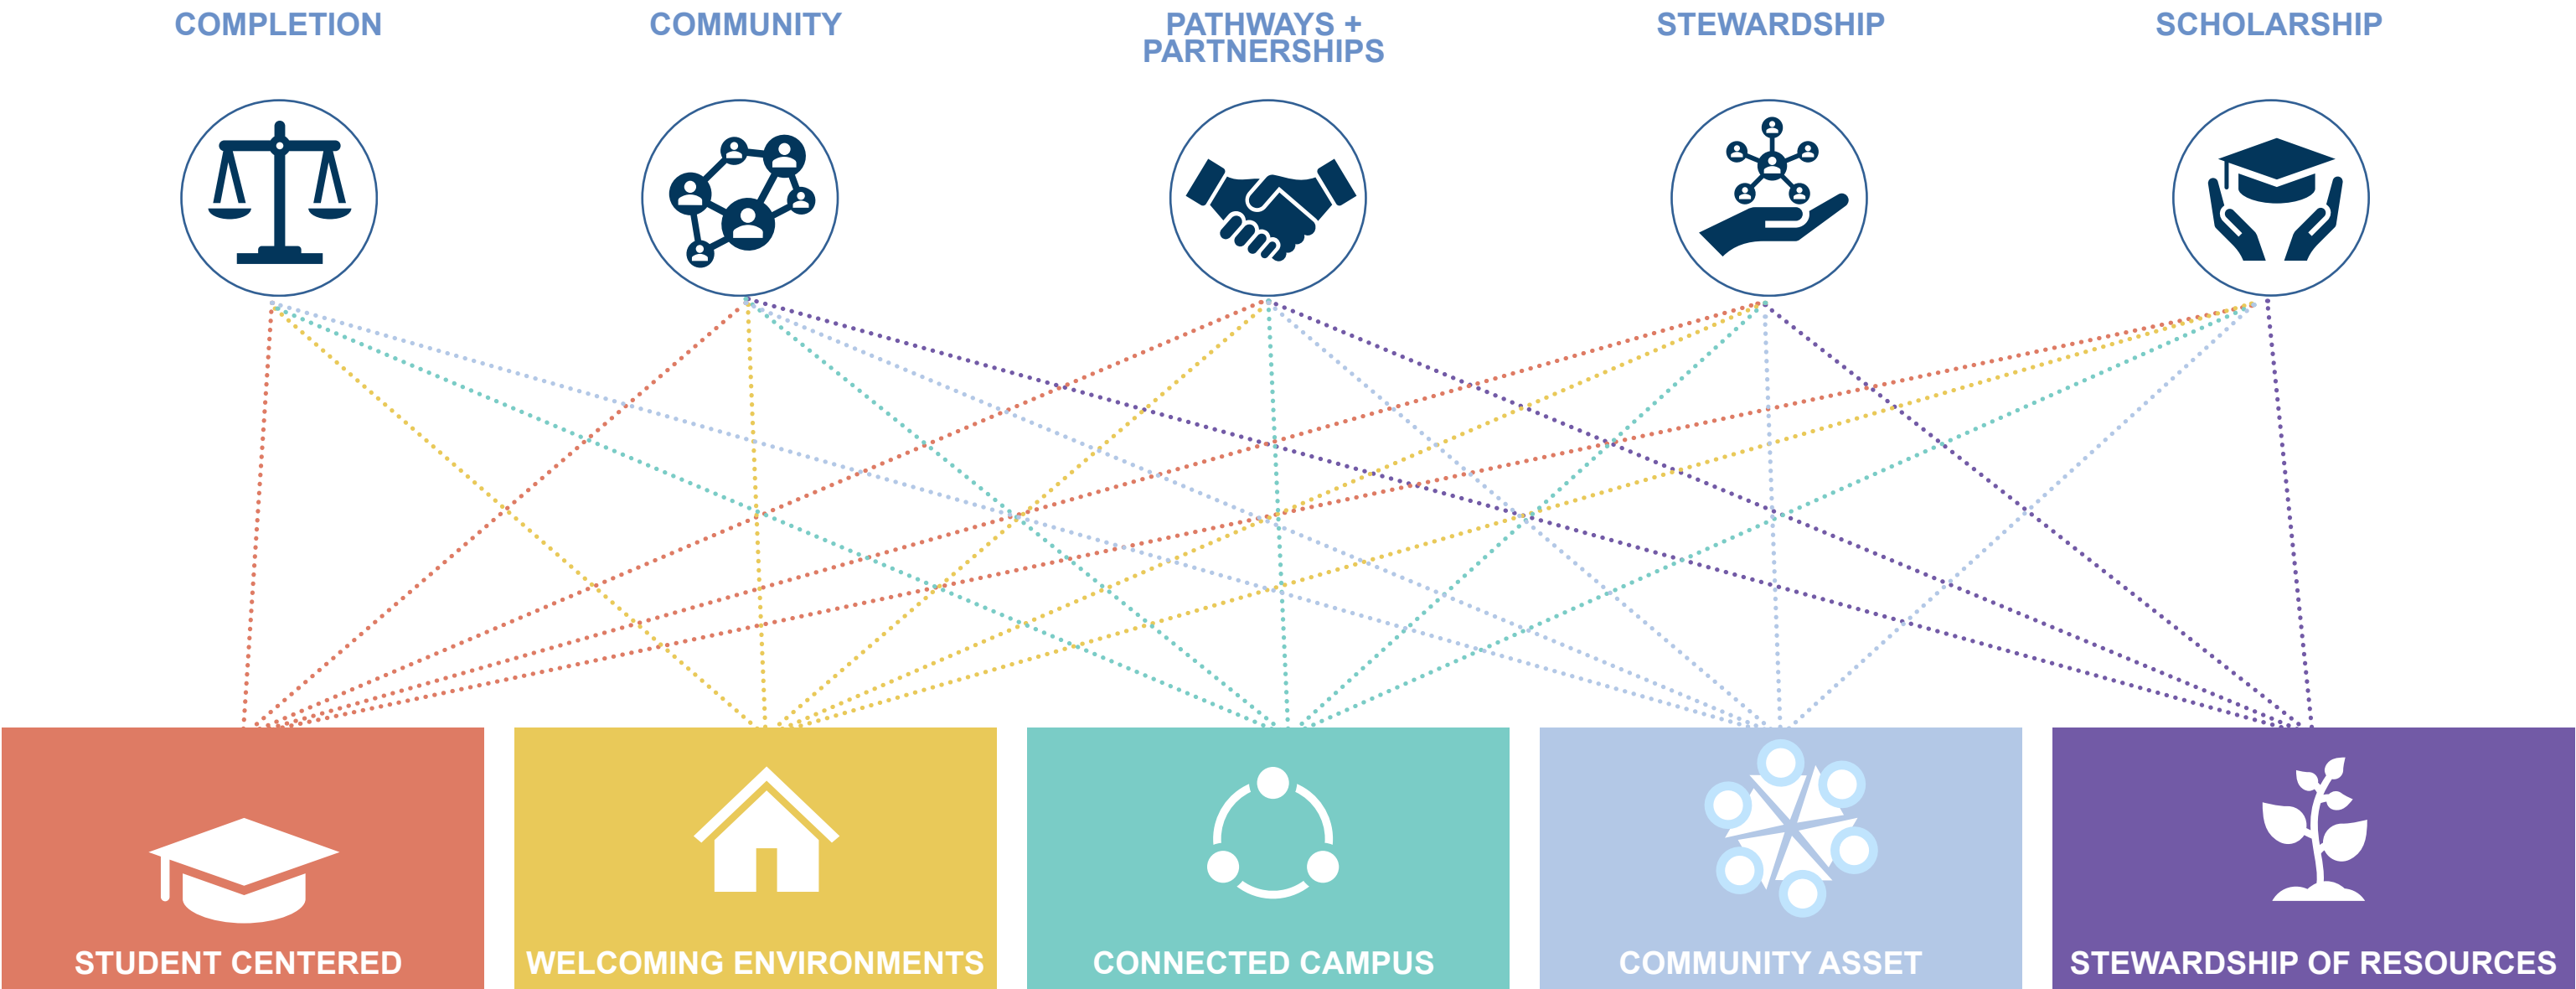 COMPLETION
COMMUNITY
PATHWAYS +
PARTNERSHIPS
STEWARDSHIP
SCHOLARSHIP
STUDENT CENTERED
WELCOMING ENVIRONMENTS
CONNECTED CAMPUS
COMMUNITY ASSET
STEWARDSHIP OF RESOURCES